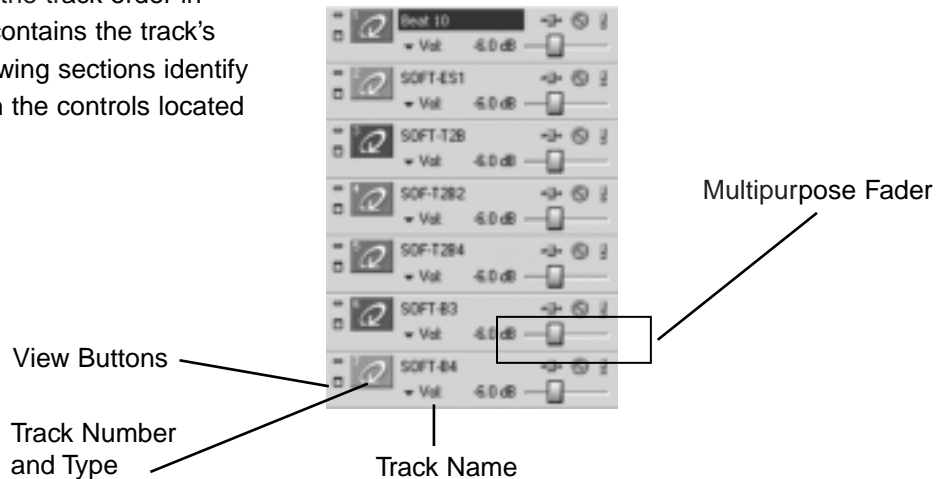 the track order in
contains the track's
wing sections identify
the controls located
Beat 10
Vol: -6.0 dB
SOFT-ES1
Vol: -6.0 dB
SOFT-T2B
Vol: -6.0 dB
SOF-T2B2
Vol: -6.0 dB
SOF-T2B4
Vol: -6.0 dB
SOFT-B3
Vol: -6.0 dB
SOFT-B4
Vol: -6.0 dB
Multipurpose Fader
View Buttons
Track Number
and Type
Track Name